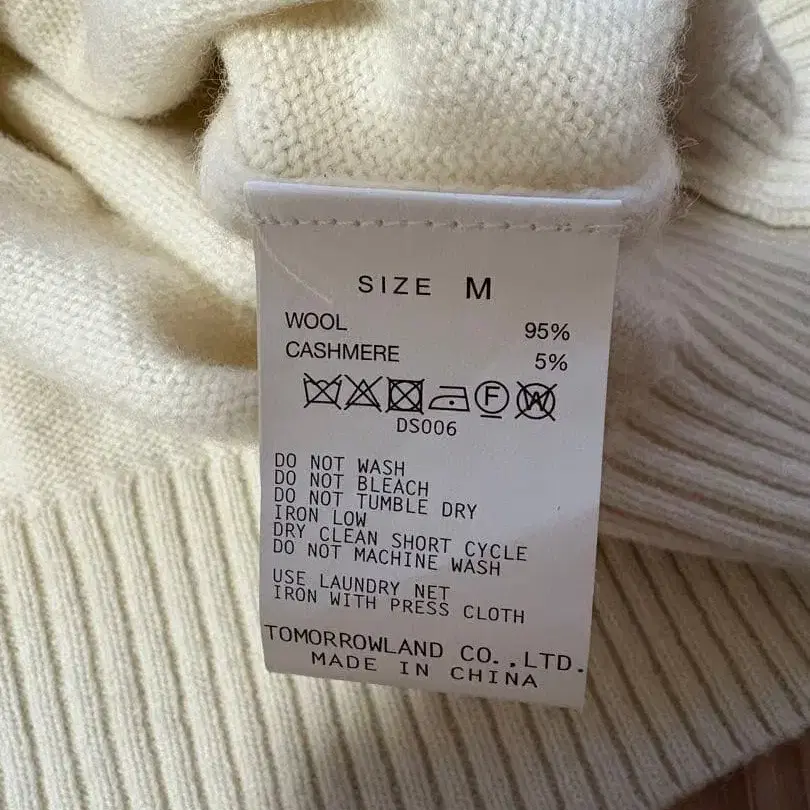 SIZE M
WOOL 95%
CASHMERE 5%
F W
DS006
DO NOT WASH
DO NOT BLEACH
DO NOT TUMBLE DRY
IRON LOW
DRY CLEAN SHORT CYCLE
DO NOT MACHINE WASH
USE LAUNDRY NET
IRON WITH PRESS CLOTH
TOMORROWLAND CO.,LTD.
MADE IN CHINA